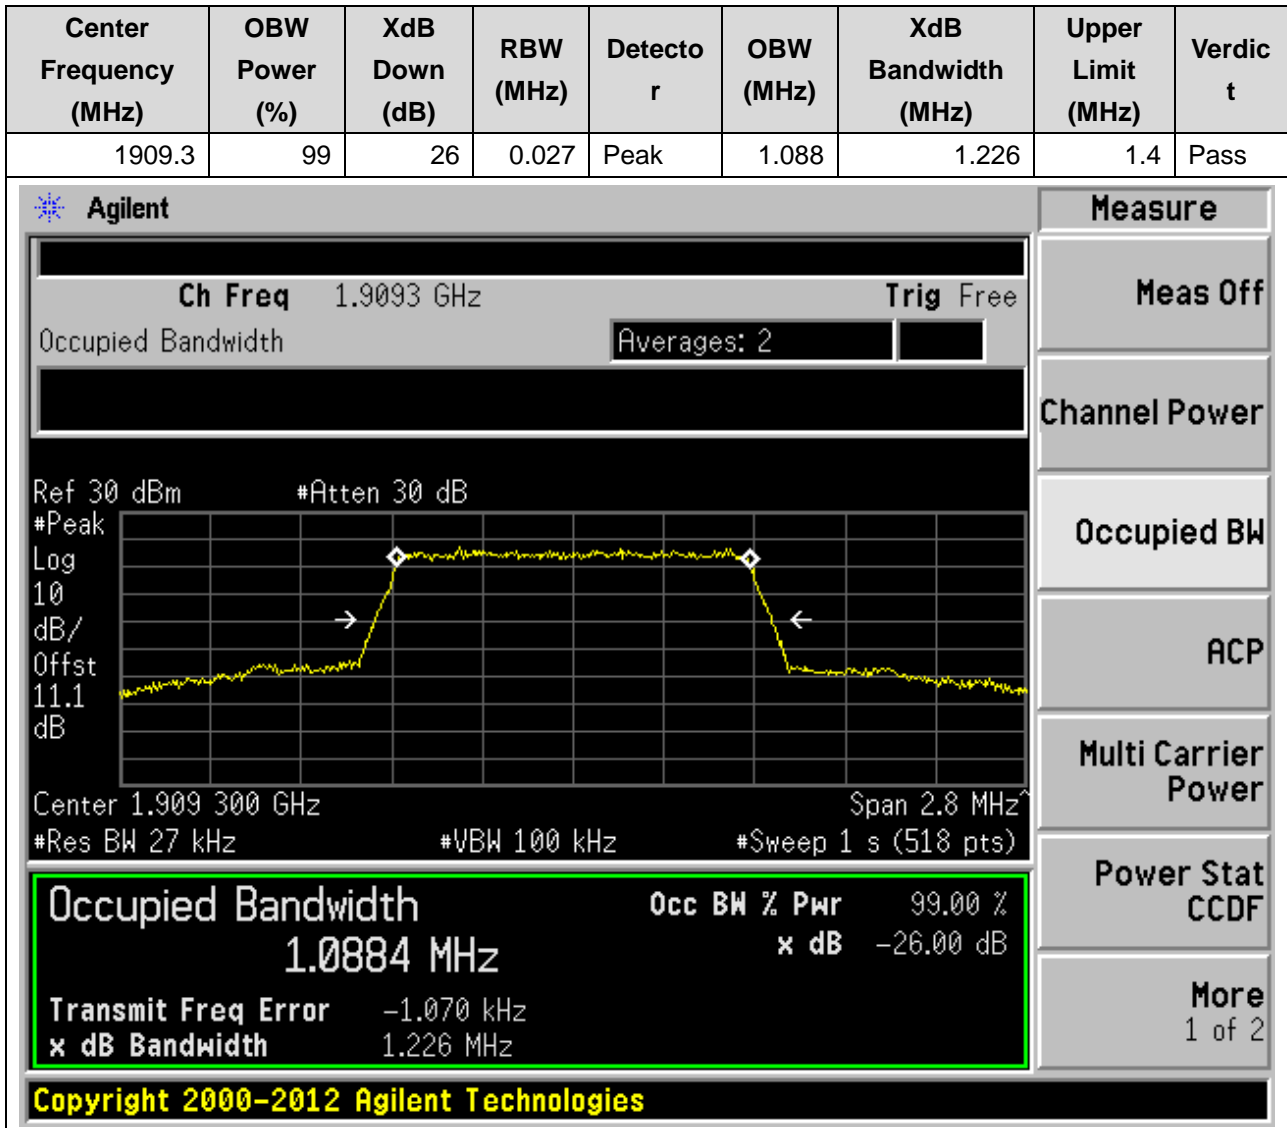 Center Frequency (MHz) OBW Power (%) XdB Down (dB) RBW (MHz) Detector OBW (MHz) XdB Bandwidth (MHz) Upper Limit (MHz) Verdict
1909.3 99 26 0.027 Peak 1.088 1.226 1.4 Pass
Agilent
Measure
Ch Freq 1.9093 GHz Trig Free
Meas Off
Occupied Bandwidth Averages: 2
Channel Power
Ref 30 dBm #Atten 30 dB
#Peak
Log
10
dB/
Offst
11.1
dB
Occupied BW
ACP
Center 1.909 300 GHz Span 2.8 MHz^
#Res BW 27 kHz #VBW 100 kHz #Sweep 1 s (518 pts)
Multi Carrier
Power
Occupied Bandwidth Occ BW % Pwr 99.00 %
1.0884 MHz x dB -26.00 dB
Power Stat
CCDF
Transmit Freq Error -1.070 kHz
x dB Bandwidth 1.226 MHz
More
1 of 2
Copyright 2000-2012 Agilent Technologies